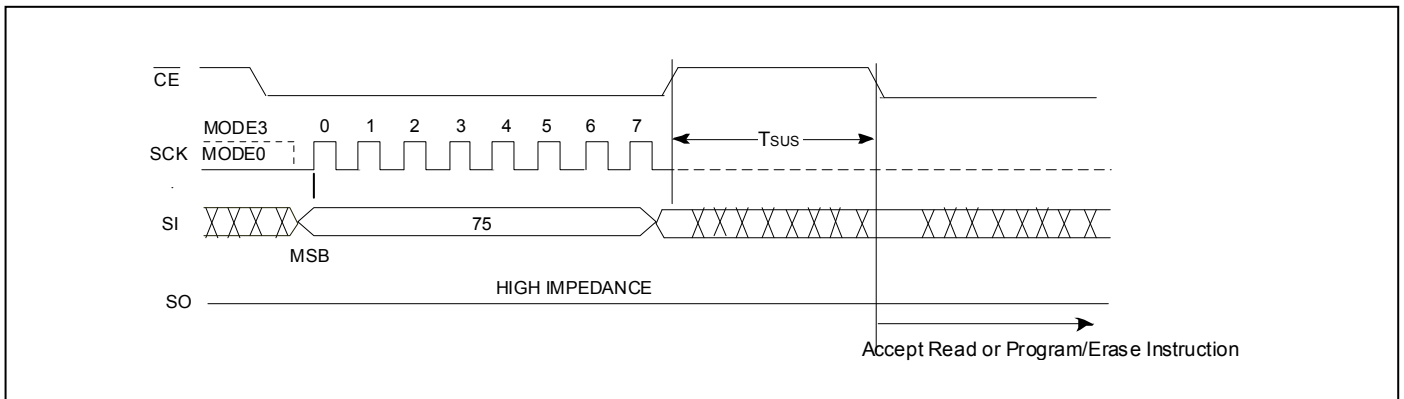 CE
MODE3
0 1 2 3 4 5 6 7
SCK MODE0
TSUS
SI
75
MSB
HIGH IMPEDANCE
SO
Accept Read or Program/Erase Instruction